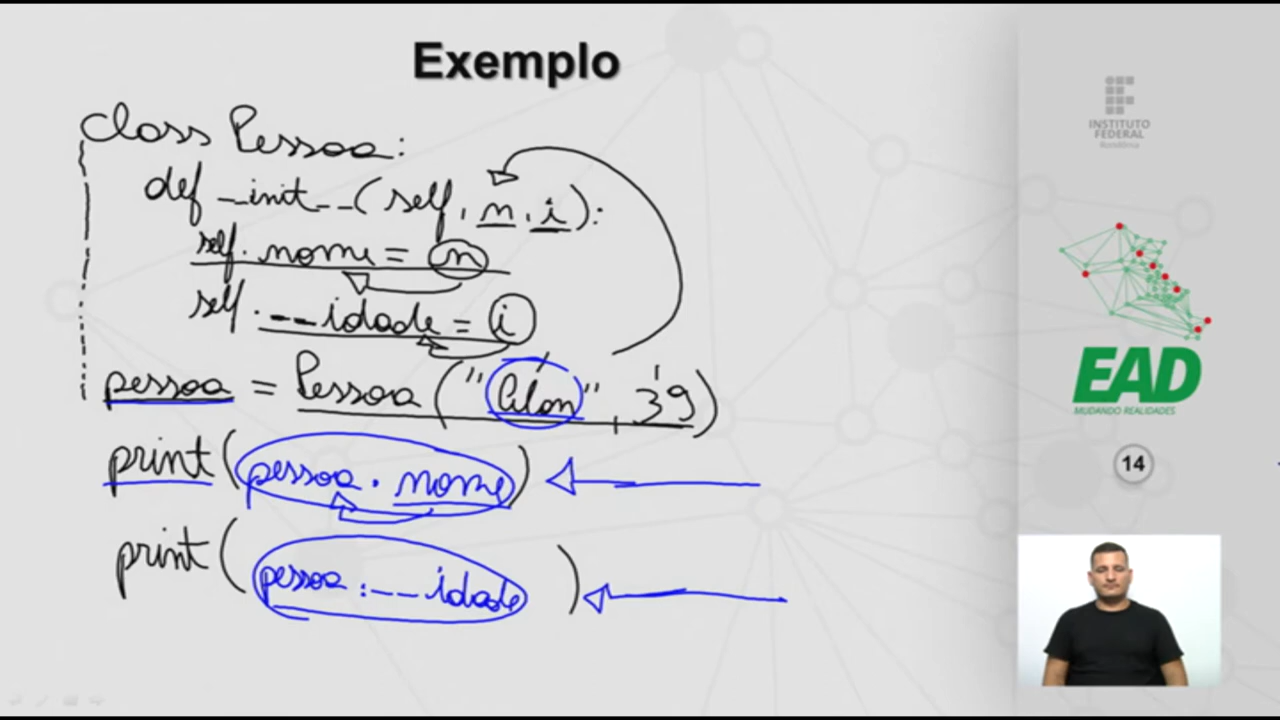 Exemplo
class Pessoa:
def __init__(self, n, i):
self.nome = n
self.__idade = i
pessoa = Pessoa(" ", 39)
print(pessoa.nome)
print(pessoa.__idade)
INSTITUTO
FEDERAL
Rondônia
EAD
MUDANDO REALIDADES
14